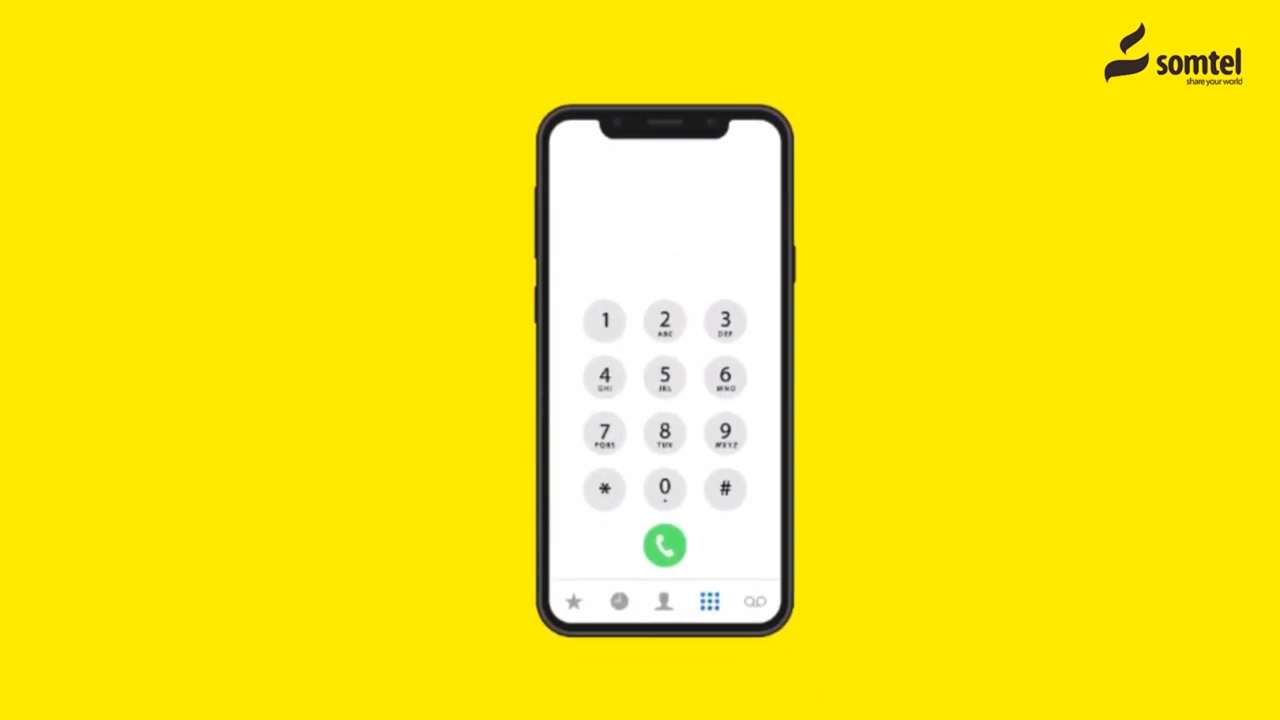 somtel
share your world
1
2
ABC
3
DEF
4
GHI
5
JKL
6
MNO
7
PQRS
8
TUV
9
WXYZ
*
0
+
#